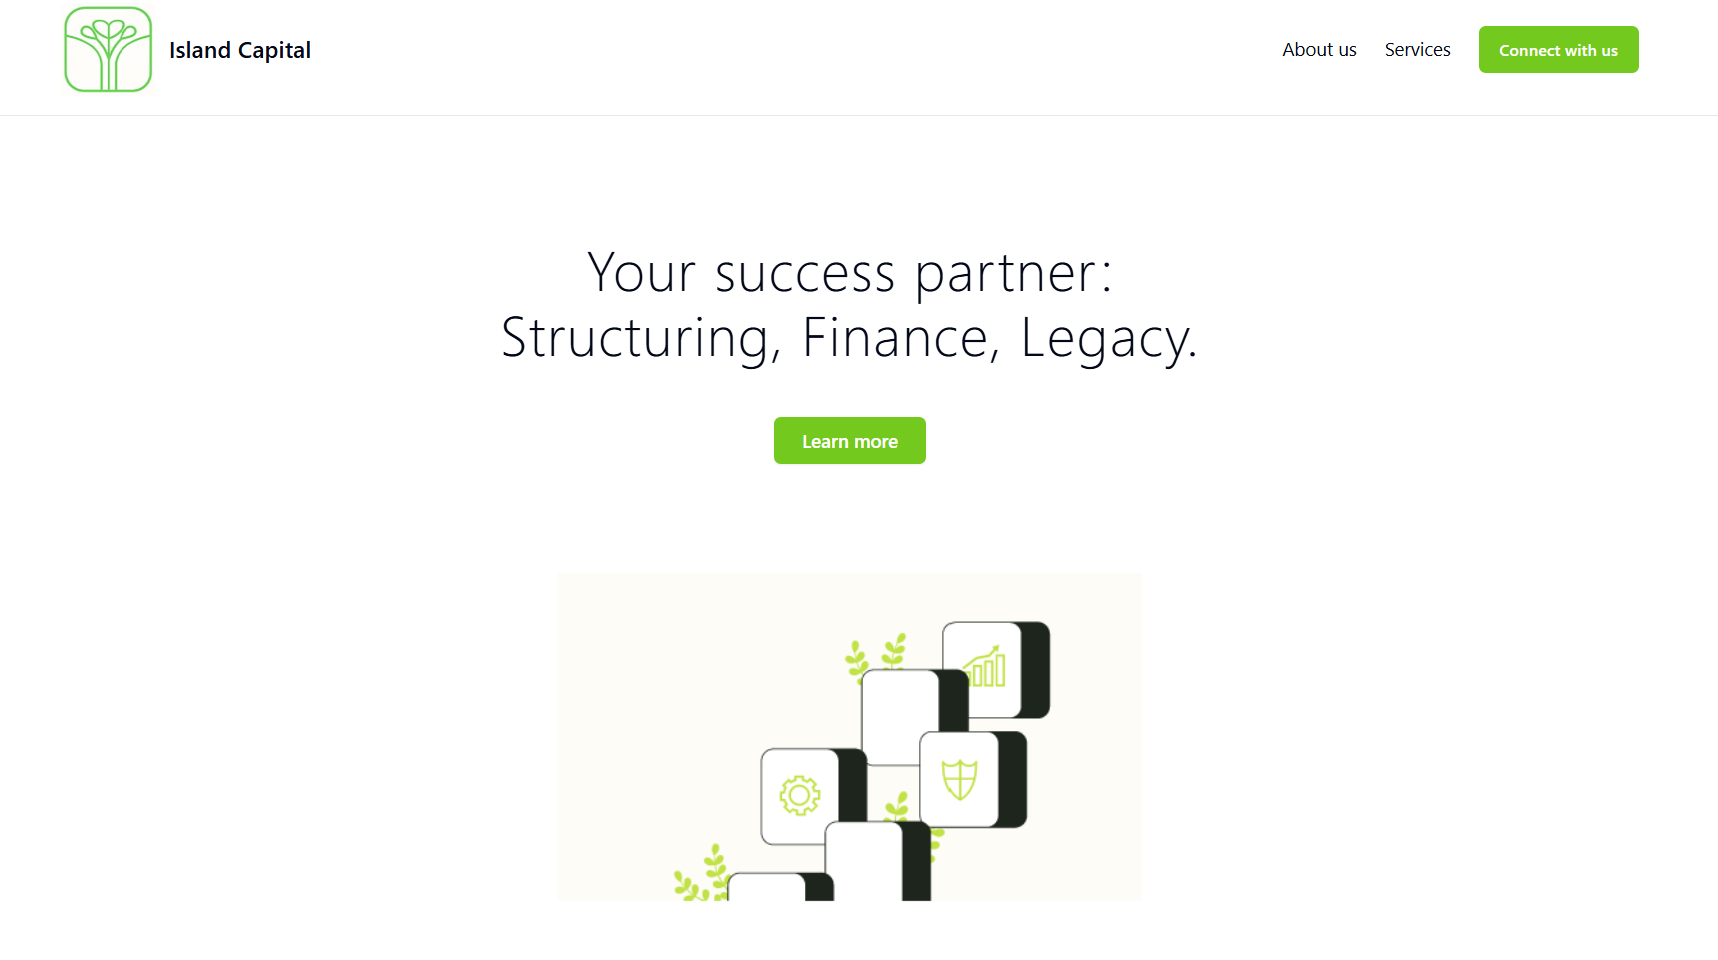 Island Capital
About us
Services
Connect with us
Your success partner:
Structuring, Finance, Legacy.
Learn more